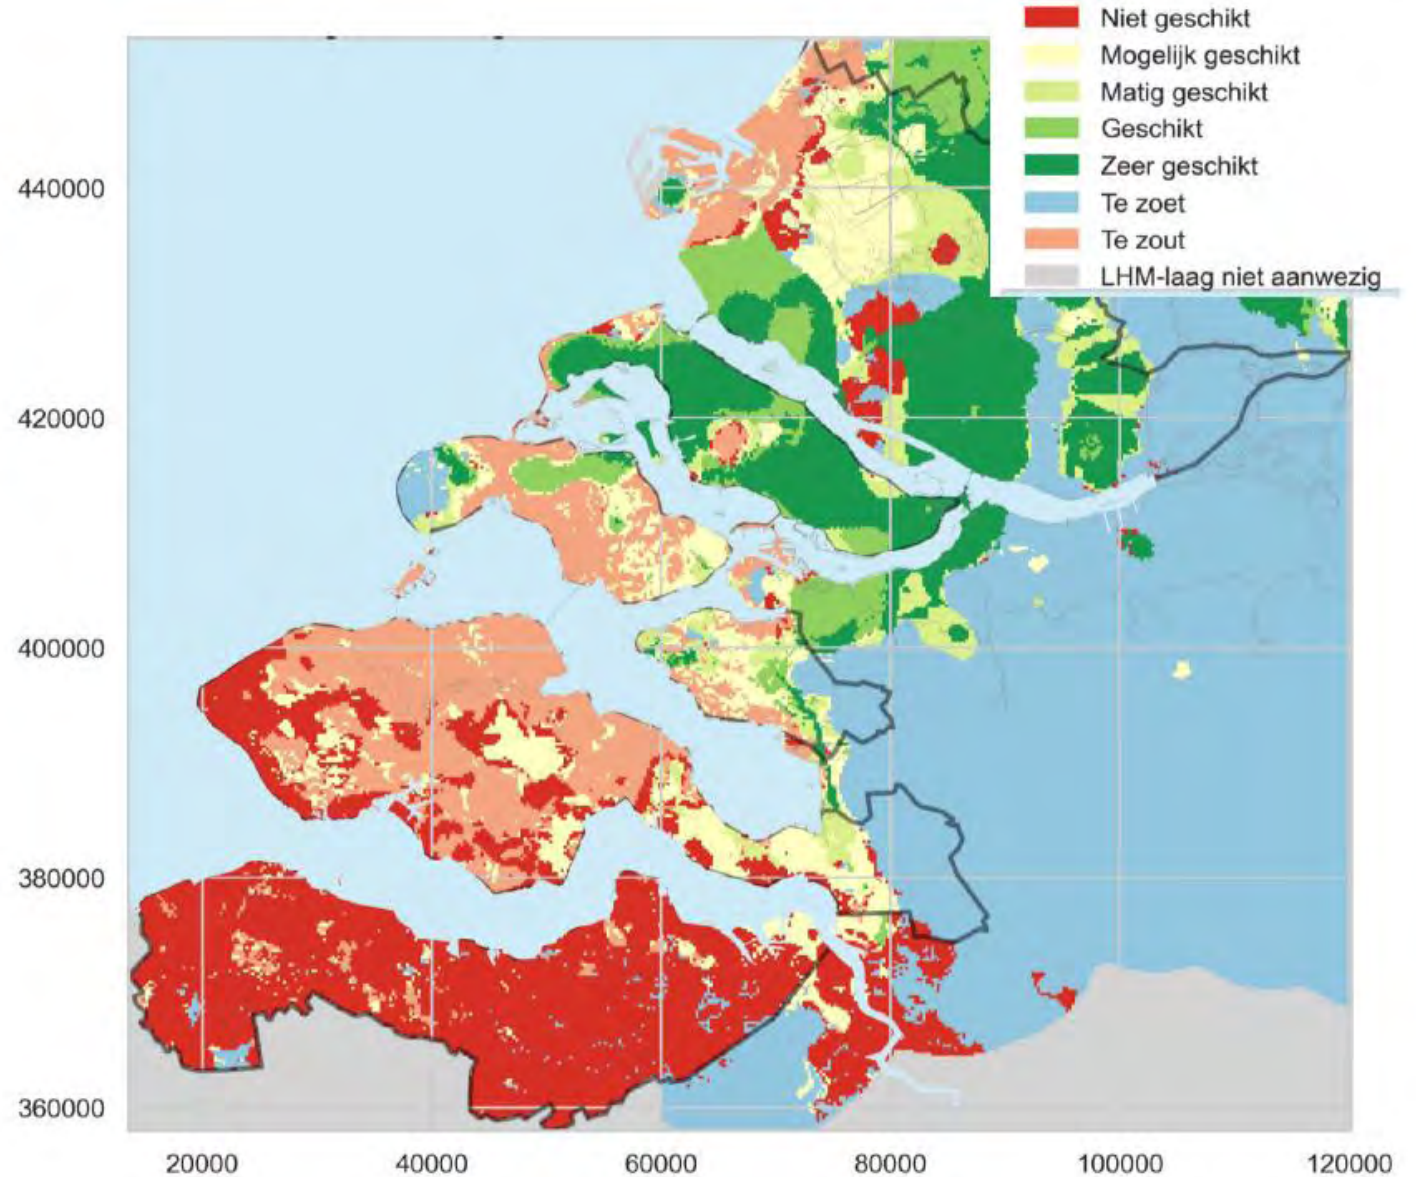 Niet geschikt
Mogelijk geschikt
Matig geschikt
Geschikt
Zeer geschikt
Te zoet
Te zout
LHM-laag niet aanwezig
440000
420000
400000
380000
360000
20000 40000 60000 80000 100000 120000